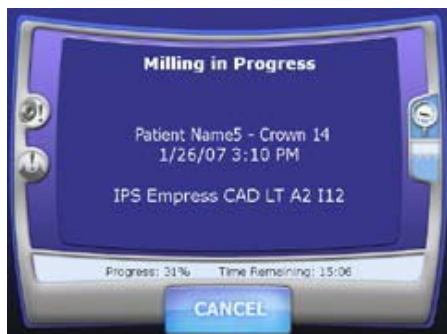 Milling in Progress
Patient Name5 - Crown 14
1/26/07 3:10 PM
IPS Empress CAD LT A2 I12
Progress: 31% Time Remaining: 15:06
CANCEL